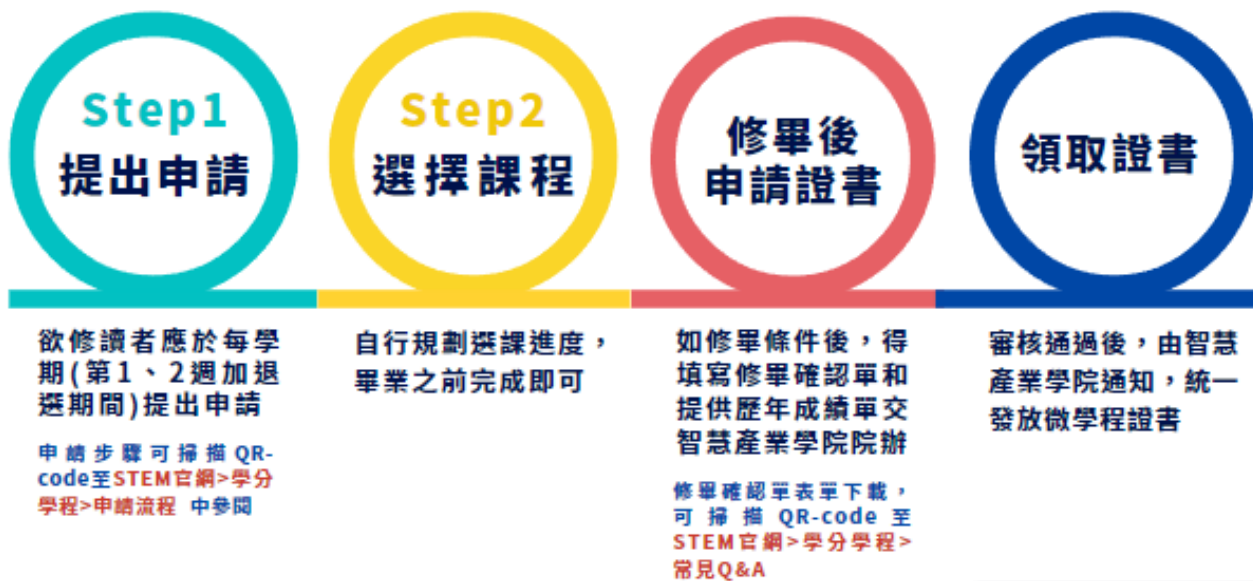 Step1
提出申請
欲修讀者應於每學
期(第1、2週加退
選期間)提出申請
申請步驟可掃描QR-
code至STEM官網>學分
學程>申請流程 中參閱
Step2
選擇課程
自行規劃選課進度，
畢業之前完成即可
修畢後
申請證書
如修畢條件後，得
填寫修畢確認單和
提供歷年成績單交
智慧產業學院院辦
修畢確認單表單下載，
可掃描QR-code至
STEM官網>學分學程>
常見Q&A
領取證書
審核通過後，由智慧
產業學院通知，統一
發放微學程證書